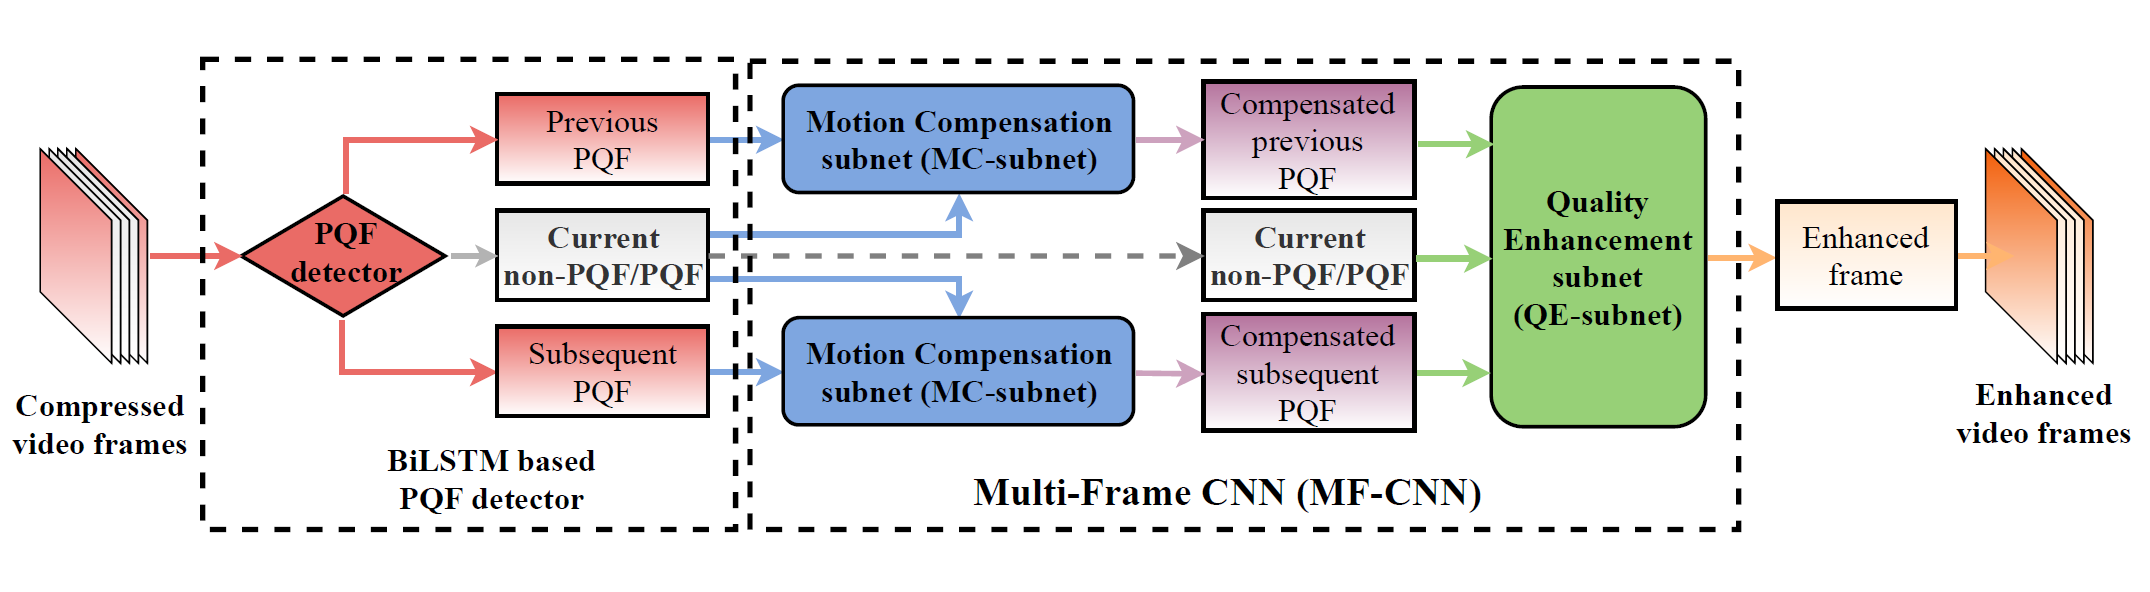 Compressed
video frames
PQF
detector
Previous
PQF
Current
non-PQF/PQF
Subsequent
PQF
BiLSTM based
PQF detector
Motion Compensation
subnet (MC-subnet)
Motion Compensation
subnet (MC-subnet)
Compensated
previous
PQF
Current
non-PQF/PQF
Compensated
subsequent
PQF
Quality
Enhancement
subnet
(QE-subnet)
Multi-Frame CNN (MF-CNN)
Enhanced
frame
Enhanced
video frames